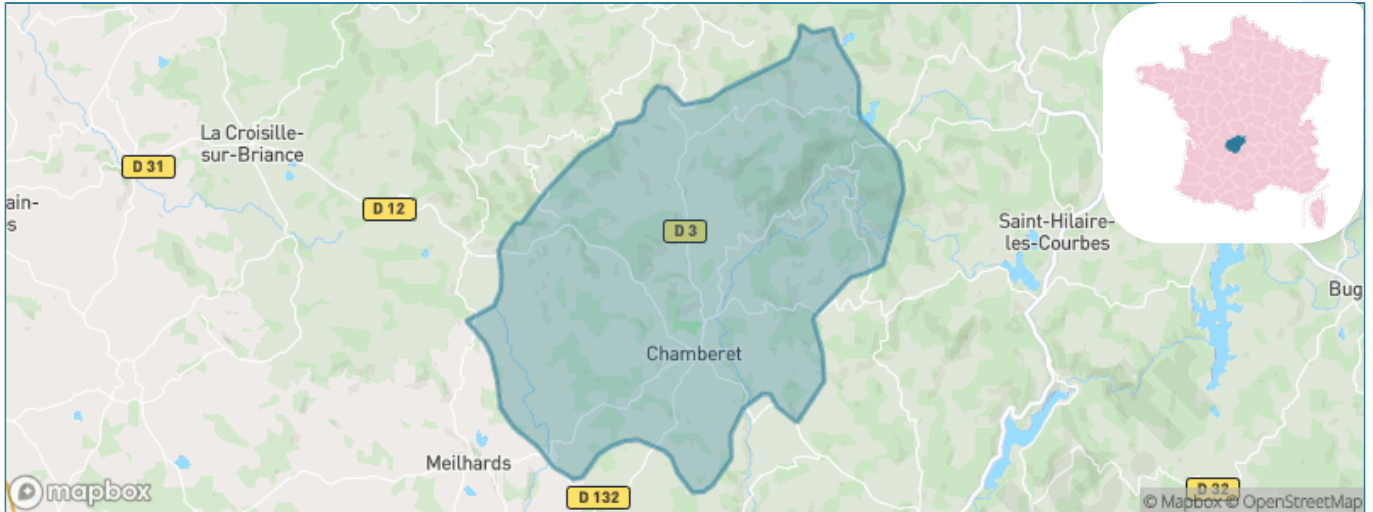 La Croisille-
sur-Briance
D 31
ain-
s
D 12
D 3
Saint-Hilaire-
les-Courbes
Bug
Chamberet
Meilhards
D 132
D 32
mapbox
© Mapbox © OpenStreetMap